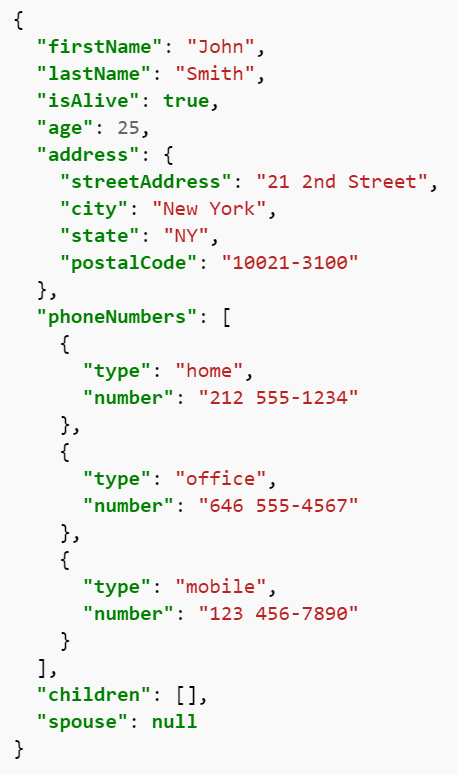 {
  "firstName": "John",
  "lastName": "Smith",
  "isAlive": true,
  "age": 25,
  "address": {
    "streetAddress": "21 2nd Street",
    "city": "New York",
    "state": "NY",
    "postalCode": "10021-3100"
  },
  "phoneNumbers": [
    {
      "type": "home",
      "number": "212 555-1234"
    },
    {
      "type": "office",
      "number": "646 555-4567"
    },
    {
      "type": "mobile",
      "number": "123 456-7890"
    }
  ],
  "children": [],
  "spouse": null
}